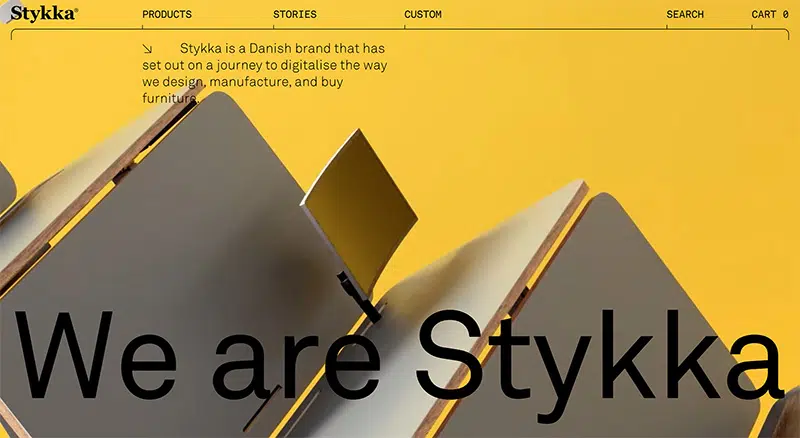 Stykka®
PRODUCTS
STORIES
CUSTOM
SEARCH
CART 0
↘ Stykka is a Danish brand that has
set out on a journey to digitalise the way
we design, manufacture, and buy
furniture.
We are Stykka